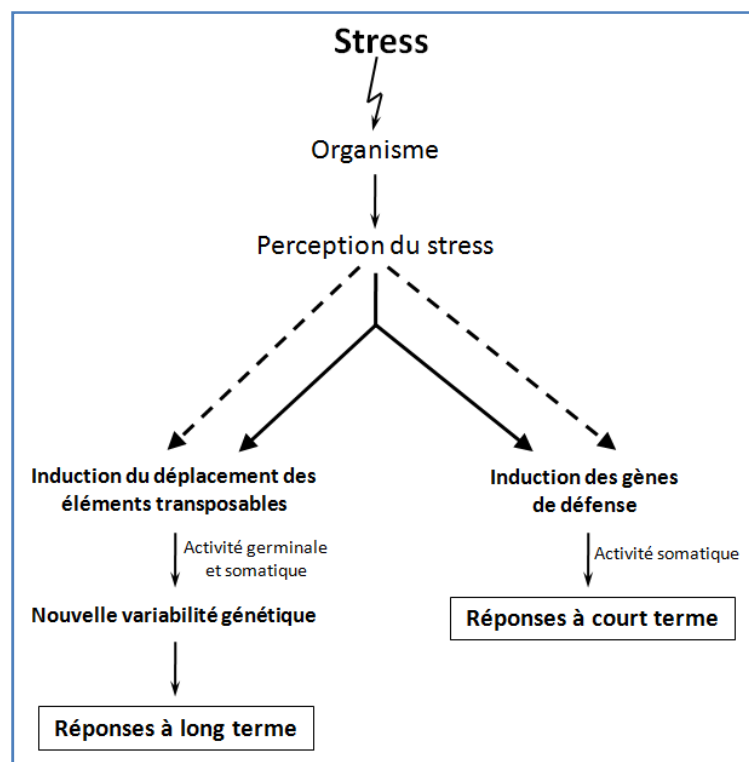 Stress
Organisme
Perception du stress
Induction du déplacement des
éléments transposables
Activité germinale
et somatique
Nouvelle variabilité génétique
Réponses à long terme
Induction des gènes
de défense
Activité somatique
Réponses à court terme